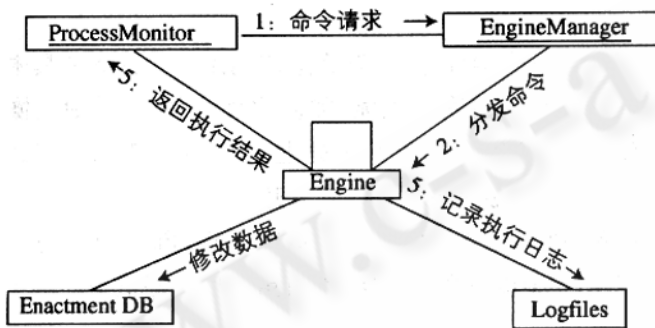 ProcessMonitor
1: 命令请求 →
EngineManager
←5: 返回执行结果
←2: 分发命令
Engine
5: 记录执行日志→
←修改数据
Enactment DB
Logfiles
www.c-s-a